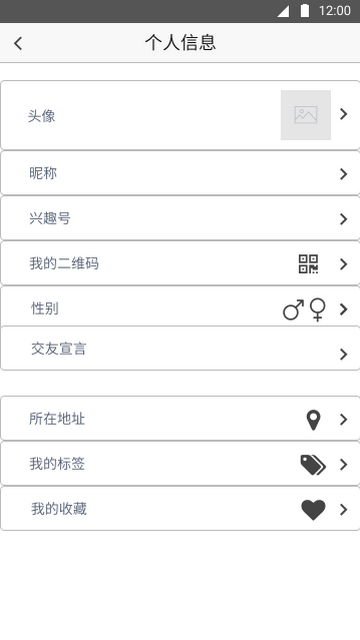 12:00
个人信息
头像
昵称
兴趣号
我的二维码
性别
交友宣言
所在地址
我的标签
我的收藏